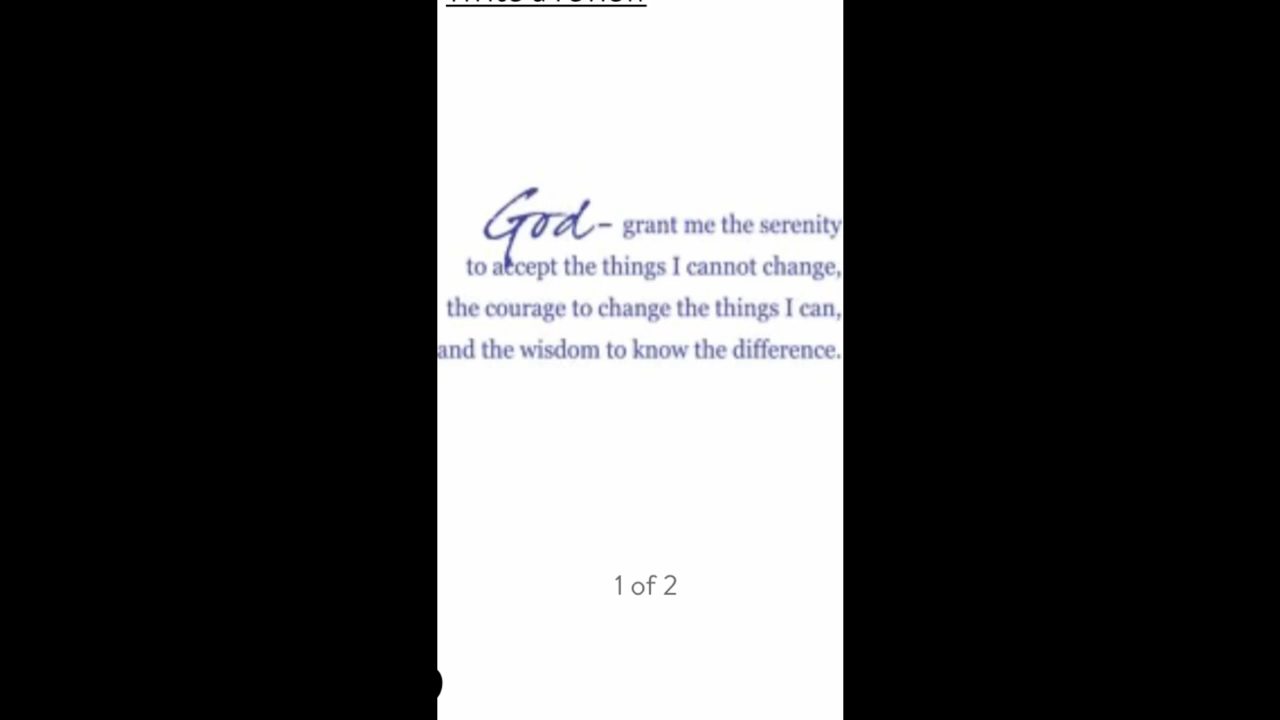 God- grant me the serenity
to accept the things I cannot change,
the courage to change the things I can,
and the wisdom to know the difference.
1 of 2